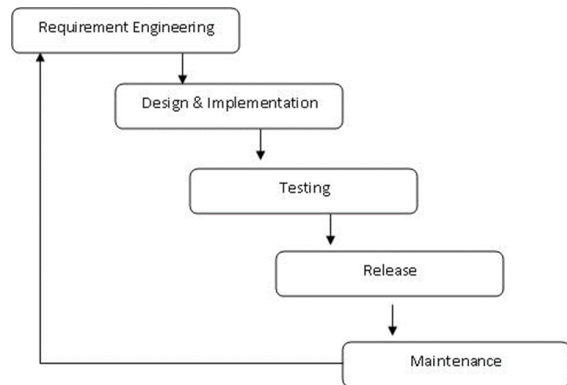 Requirement Engineering
Design & Implementation
Testing
Release
Maintenance